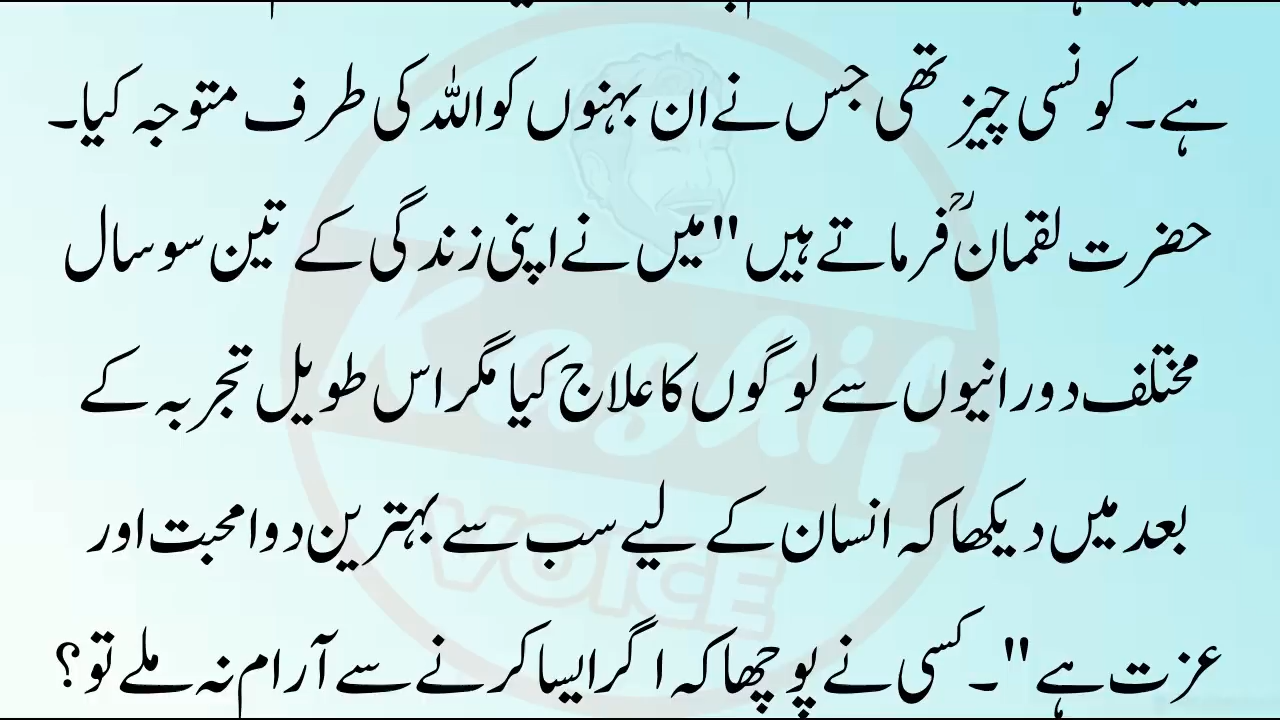 ہے۔ کونسی چیز تھی جس نے ان بہنوں کو اللہ کی طرف متوجہ کیا۔
حضرت لقمانؒ فرماتے ہیں "میں نے اپنی زندگی کے تین سو سال
مختلف دورانیوں سے لوگوں کا علاج کیا مگر اس طویل تجربہ کے
بعد میں دیکھا کہ انسان کے لیے سب سے بہترین دوا محبت اور
عزت ہے"۔ کسی نے پوچھا کہ اگر ایسا کرنے سے آرام نہ ملے تو؟
Kashif
VOICE